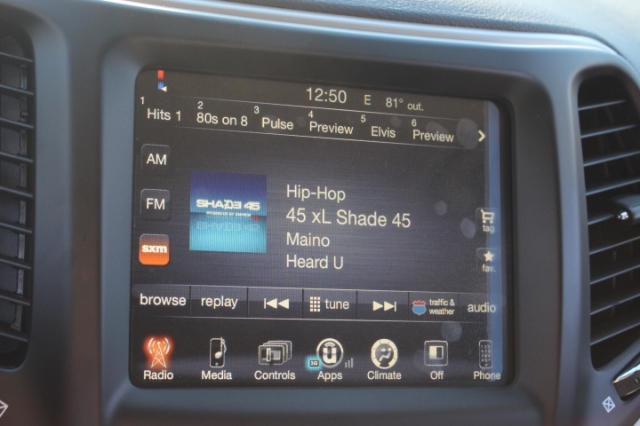 12:50 E 81° out.
1 Hits 1 2 80s on 8 3 Pulse 4 Preview 5 Elvis 6 Preview
AM
FM
sxm
SHADE 45
Hip-Hop
45 xL Shade 45
Maino
Heard U
tag
fav.
browse replay tune traffic & weather audio
Radio Media Controls 3G Apps Climate Off Phone